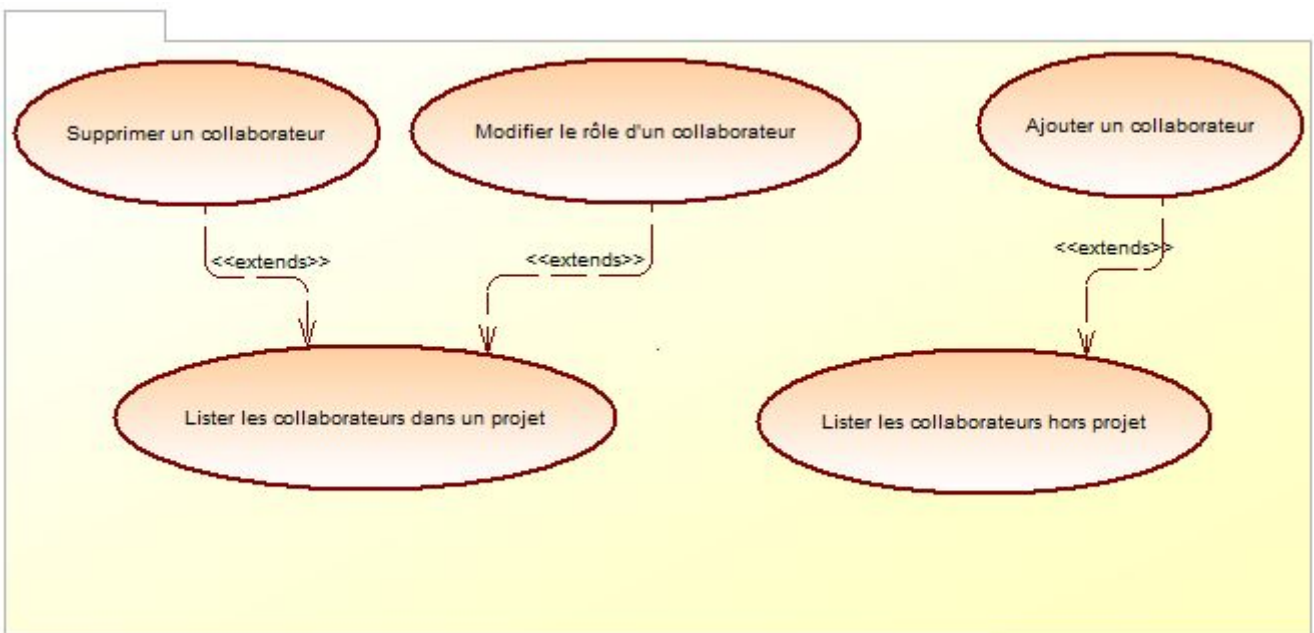 Supprimer un collaborateur
Modifier le rôle d'un collaborateur
Ajouter un collaborateur
<<extends>>
<<extends>>
<<extends>>
Lister les collaborateurs dans un projet
Lister les collaborateurs hors projet